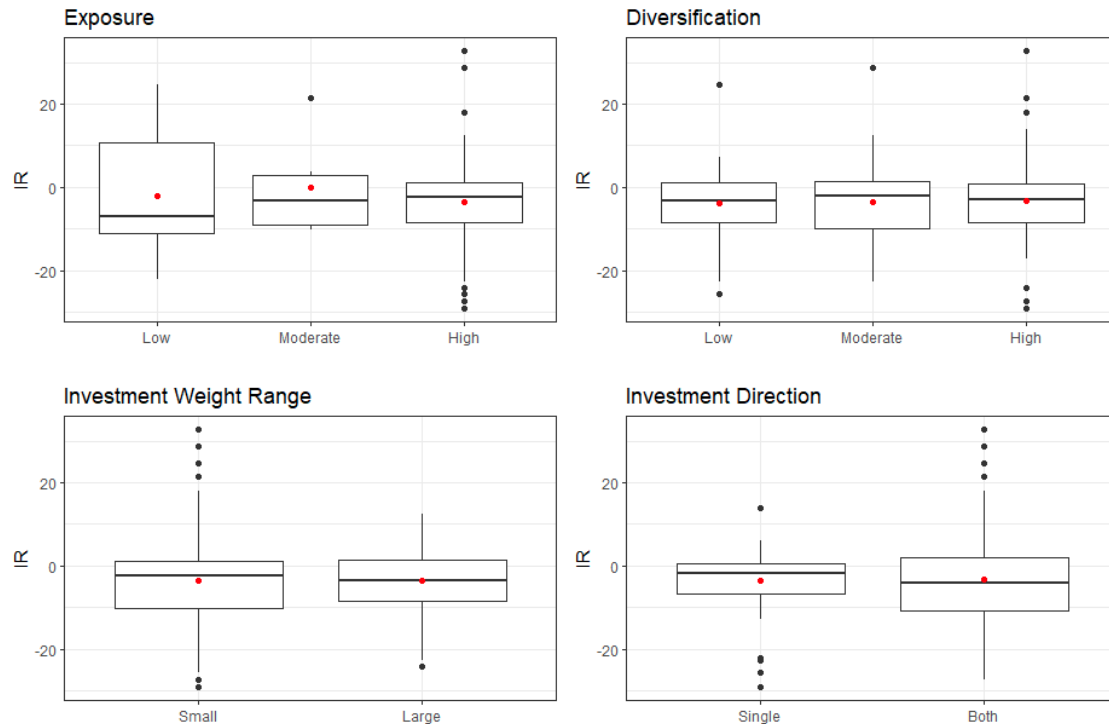 Exposure
IR
20
0
-20
Low Moderate High
Diversification
IR
20
0
-20
Low Moderate High
Investment Weight Range
IR
20
0
-20
Small Large
Investment Direction
IR
20
0
-20
Single Both